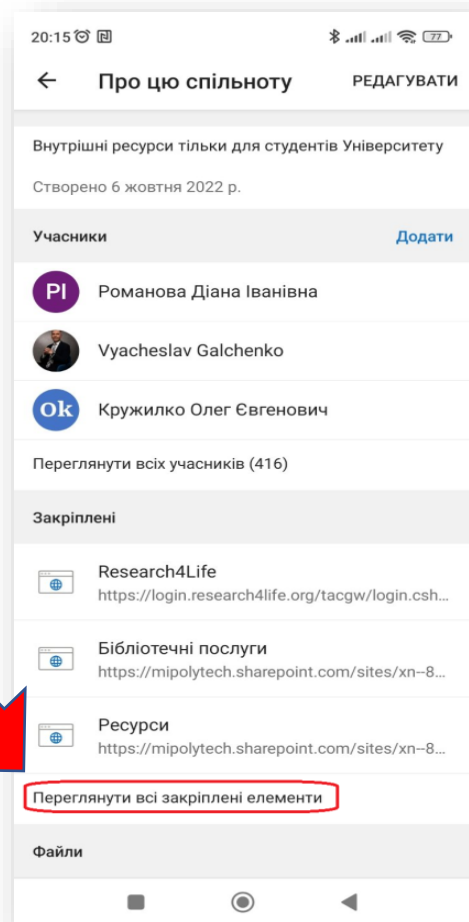 20:15
77
Про цю спільноту
РЕДАГУВАТИ
Внутрішні ресурси тільки для студентів Університету
Створено 6 жовтня 2022 р.
Учасники
Додати
РІ
Романова Діана Іванівна
Vyacheslav Galchenko
Ok
Кружилко Олег Євгенович
Переглянути всіх учасників (416)
Закріплені
Research4Life
https://login.research4life.org/tacgw/login.csh...
Бібліотечні послуги
https://mipolytech.sharepoint.com/sites/xn--8...
Ресурси
https://mipolytech.sharepoint.com/sites/xn--8...
Переглянути всі закріплені елементи
Файли